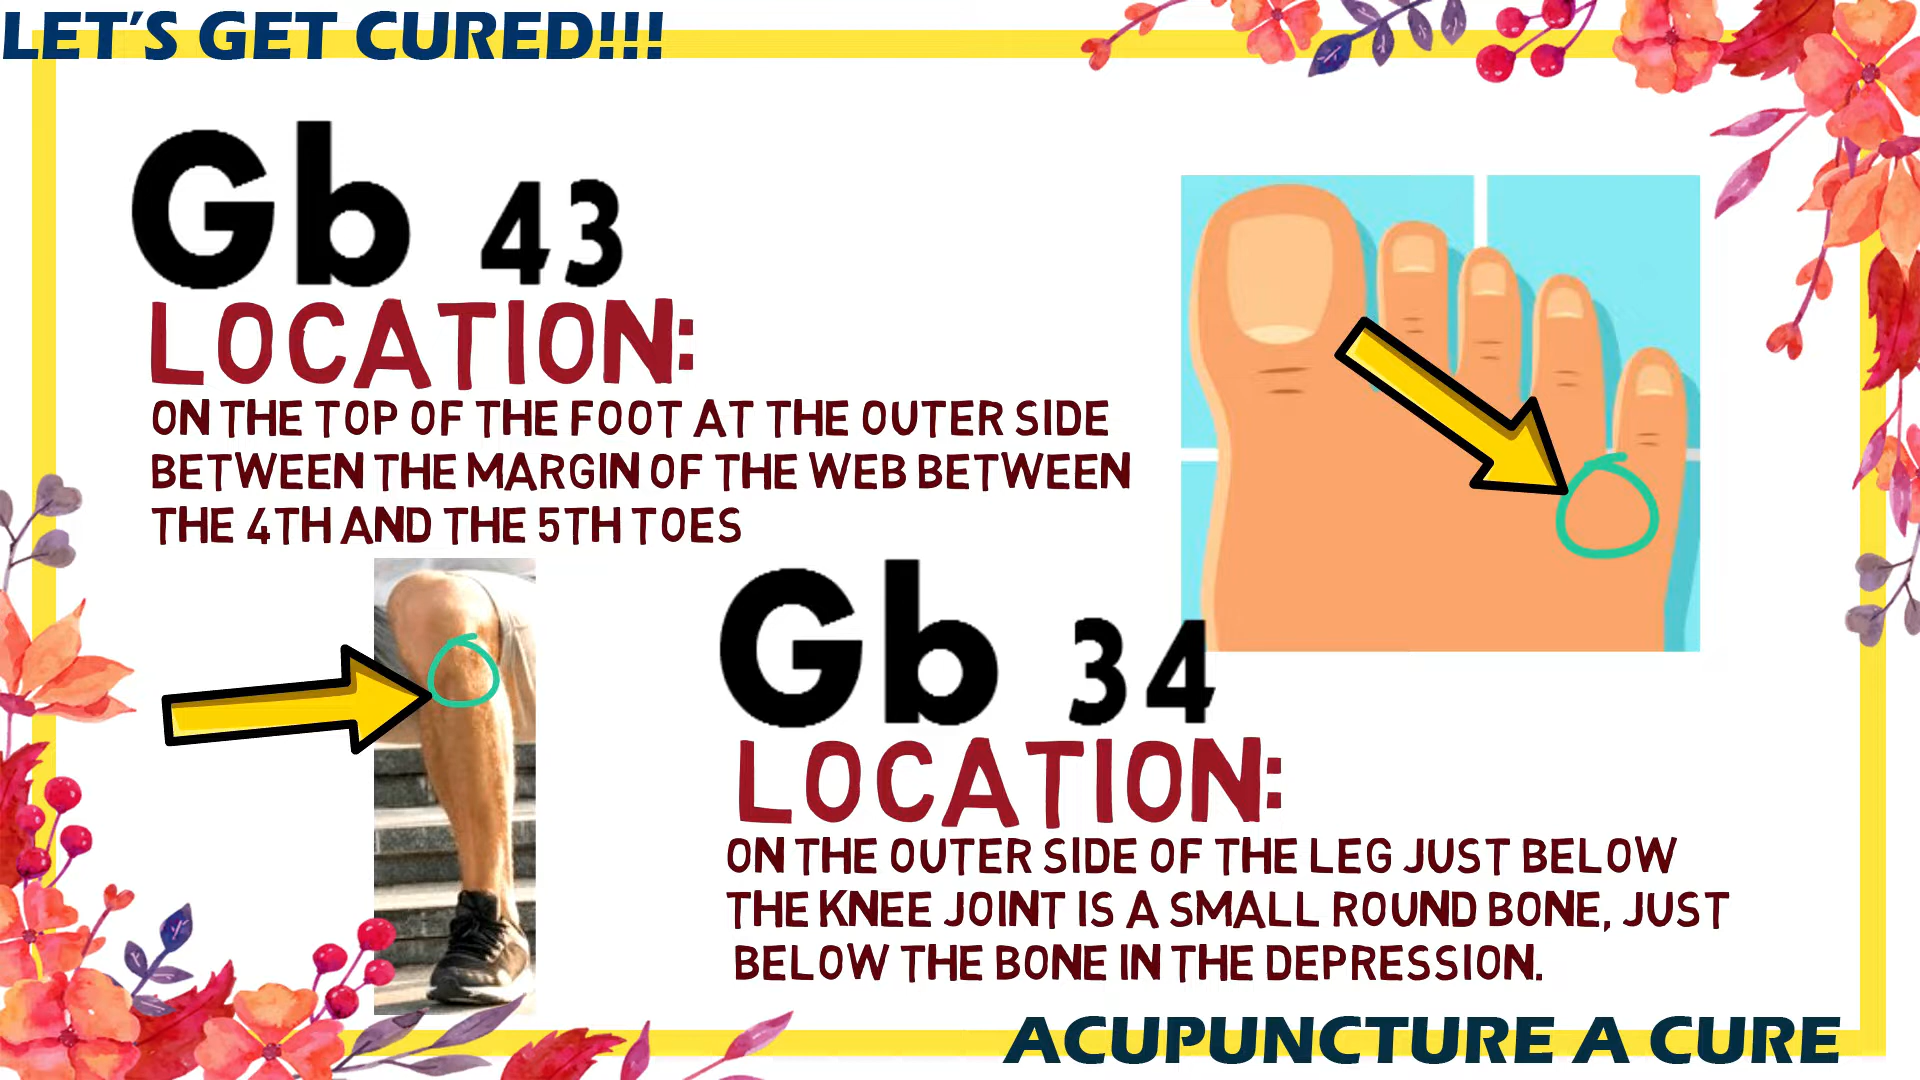 LET'S GET CURED!!!
Gb 43
LOCATION:
ON THE TOP OF THE FOOT AT THE OUTER SIDE
BETWEEN THE MARGIN OF THE WEB BETWEEN
THE 4TH AND THE 5TH TOES
Gb 34
LOCATION:
ON THE OUTER SIDE OF THE LEG JUST BELOW
THE KNEE JOINT IS A SMALL ROUND BONE, JUST
BELOW THE BONE IN THE DEPRESSION.
ACUPUNCTURE A CURE